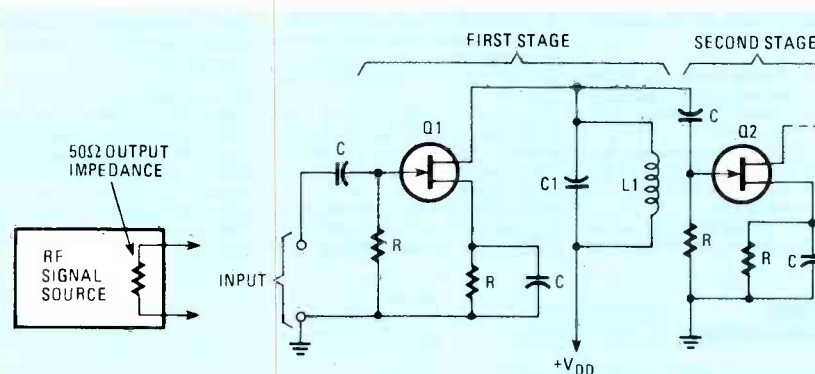 FIRST STAGE
SECOND STAGE
50Ω OUTPUT
IMPEDANCE
RF
SIGNAL
SOURCE
INPUT
C
Q1
R
R
C
C1
L1
+VDD
C
Q2
R
R
C